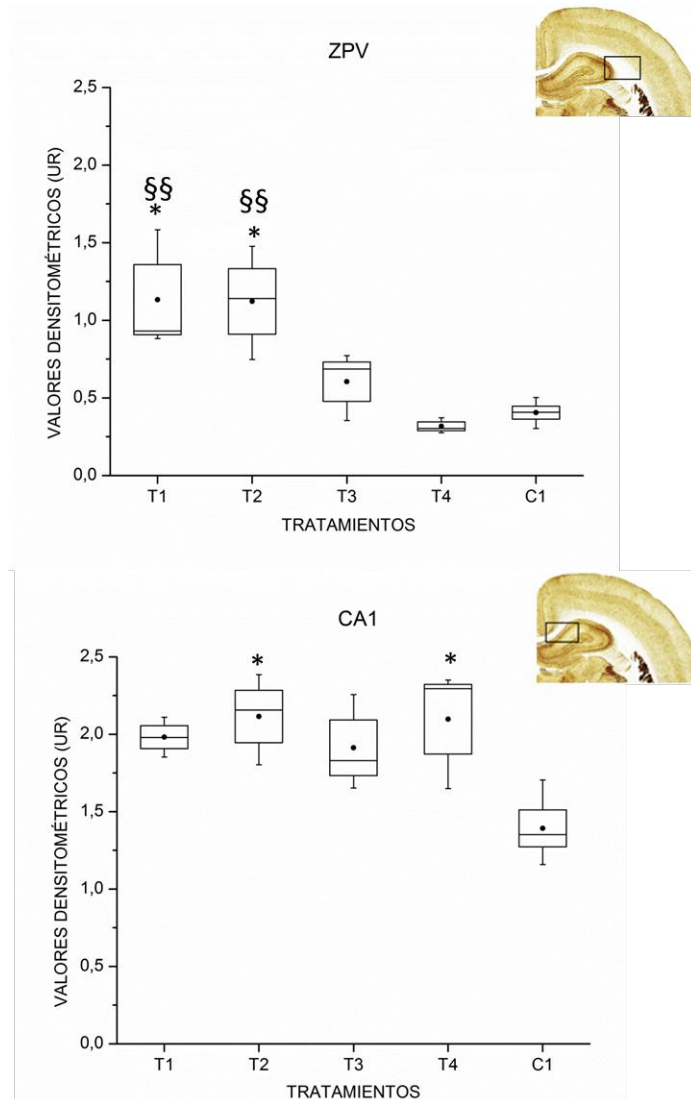 ZPV
VALORES DENSITOMÉTRICOS (UR)
2,5
2,0
1,5
1,0
0,5
0,0
§§
*
§§
*
T1 T2 T3 T4 C1
TRATAMIENTOS
CA1
VALORES DENSITOMÉTRICOS (UR)
2,5
2,0
1,5
1,0
0,5
0,0
* *
T1 T2 T3 T4 C1
TRATAMIENTOS